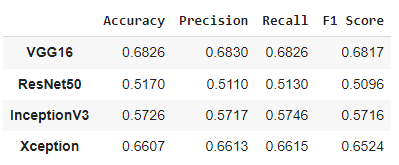 Accuracy Precision Recall F1 Score
VGG16 0.6826 0.6830 0.6826 0.6817
ResNet50 0.5170 0.5110 0.5130 0.5096
InceptionV3 0.5726 0.5717 0.5746 0.5716
Xception 0.6607 0.6613 0.6615 0.6524